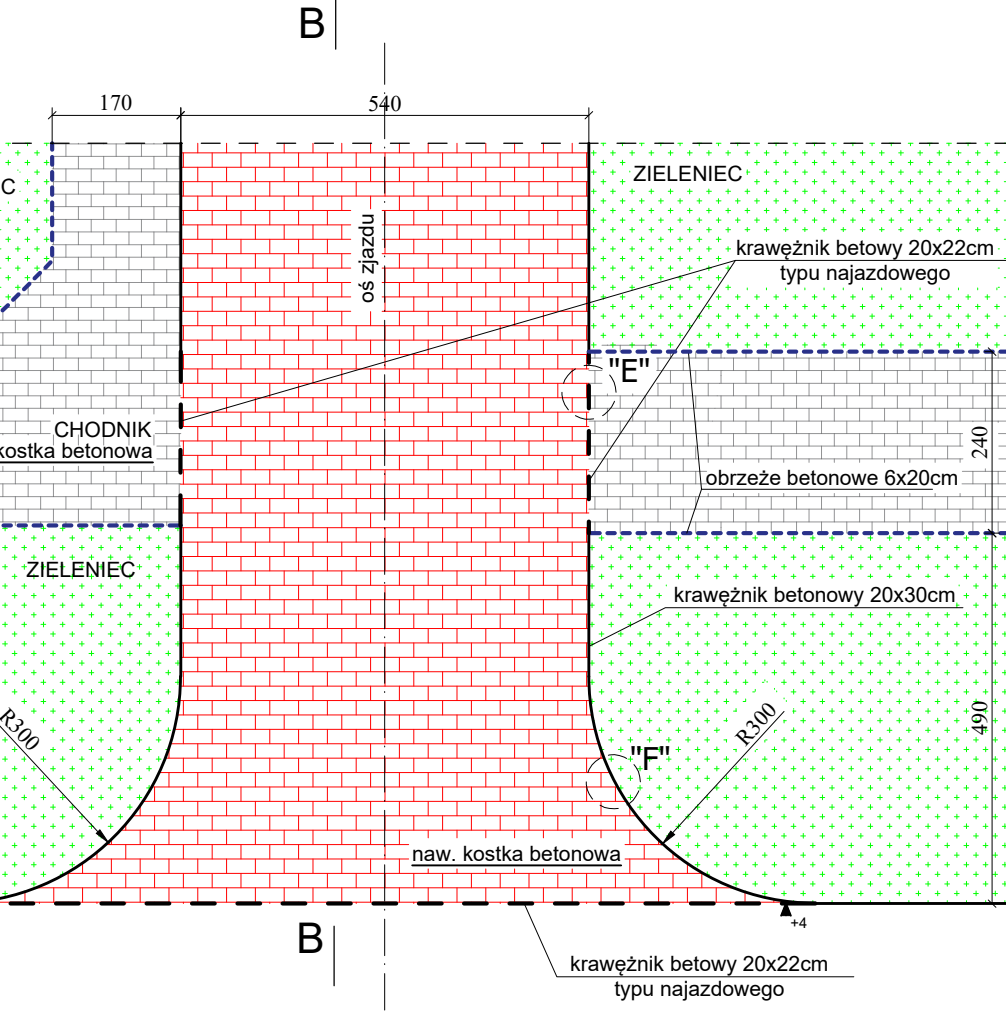 B
170
540
C
ZIELENIEC
oś zjazdu
krawężnik betowy 20x22cm
typu najazdowego
"E"
CHODNIK
kostka betonowa
240
obrzeże betonowe 6x20cm
ZIELENIEC
krawężnik betonowy 20x30cm
R300
R300
490
"F"
naw. kostka betonowa
+4
B
krawężnik betowy 20x22cm
typu najazdowego